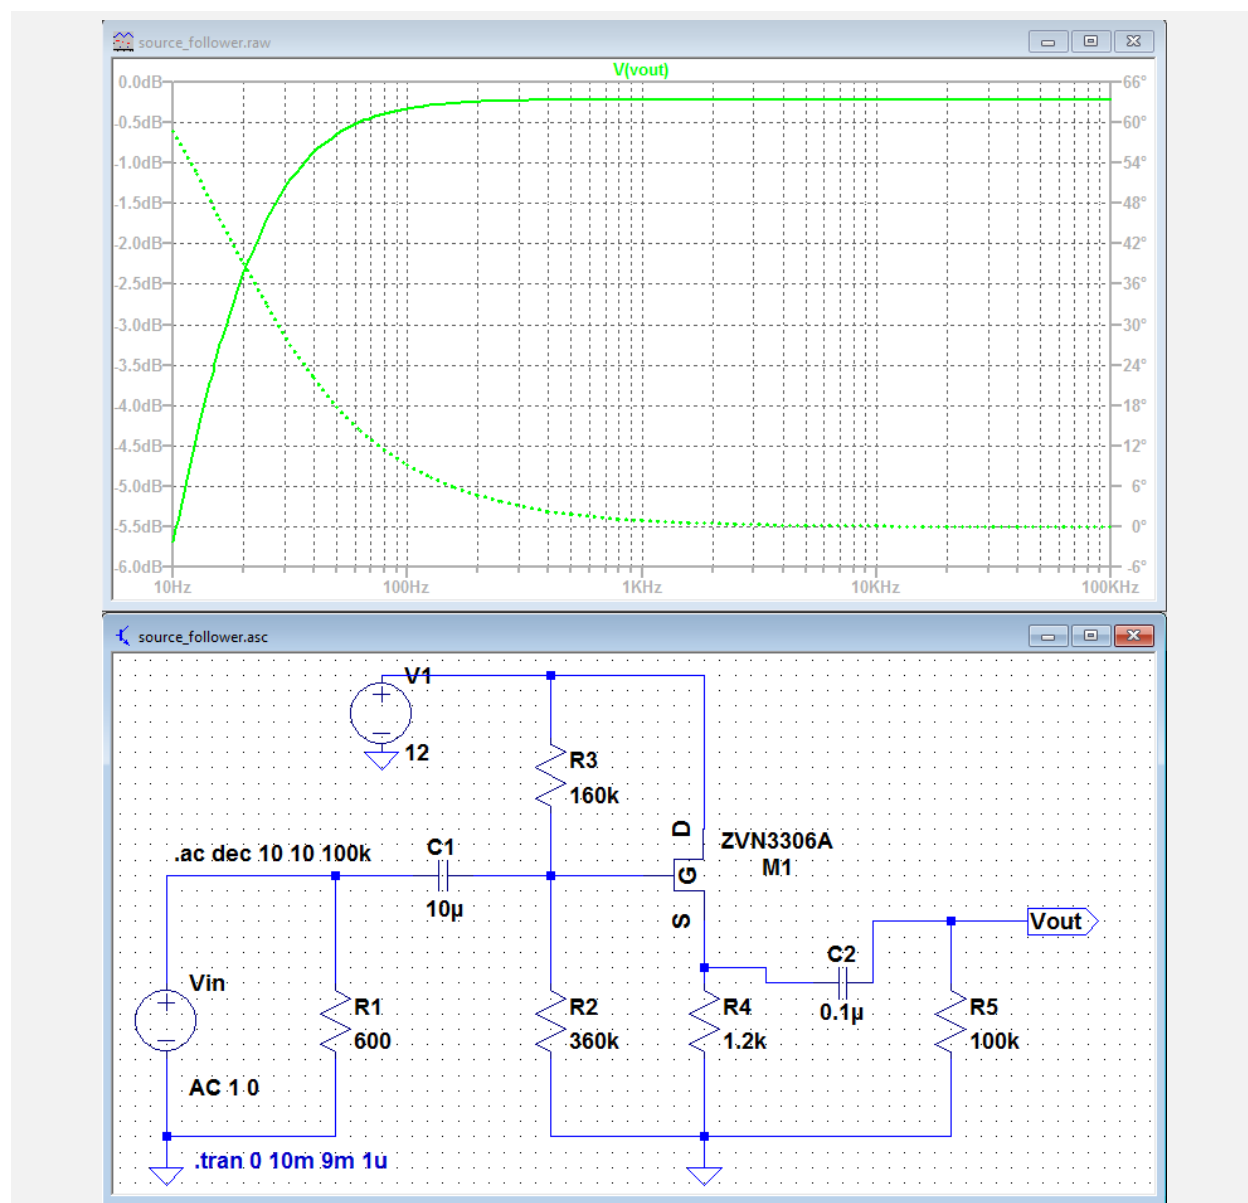 source_follower.raw
V(vout)
0.0dB 66°
-0.5dB 60°
-1.0dB 54°
-1.5dB 48°
-2.0dB 42°
-2.5dB 36°
-3.0dB 30°
-3.5dB 24°
-4.0dB 18°
-4.5dB 12°
-5.0dB 6°
-5.5dB 0°
-6.0dB -6°
10Hz 100Hz 1KHz 10KHz 100KHz
source_follower.asc
V1
12
R3
160k
D
ZVN3306A
M1
G
S
.ac dec 10 10 100k
C1
10µ
Vout
C2
0.1µ
Vin
R1
600
R2
360k
R4
1.2k
R5
100k
AC 1 0
.tran 0 10m 9m 1u